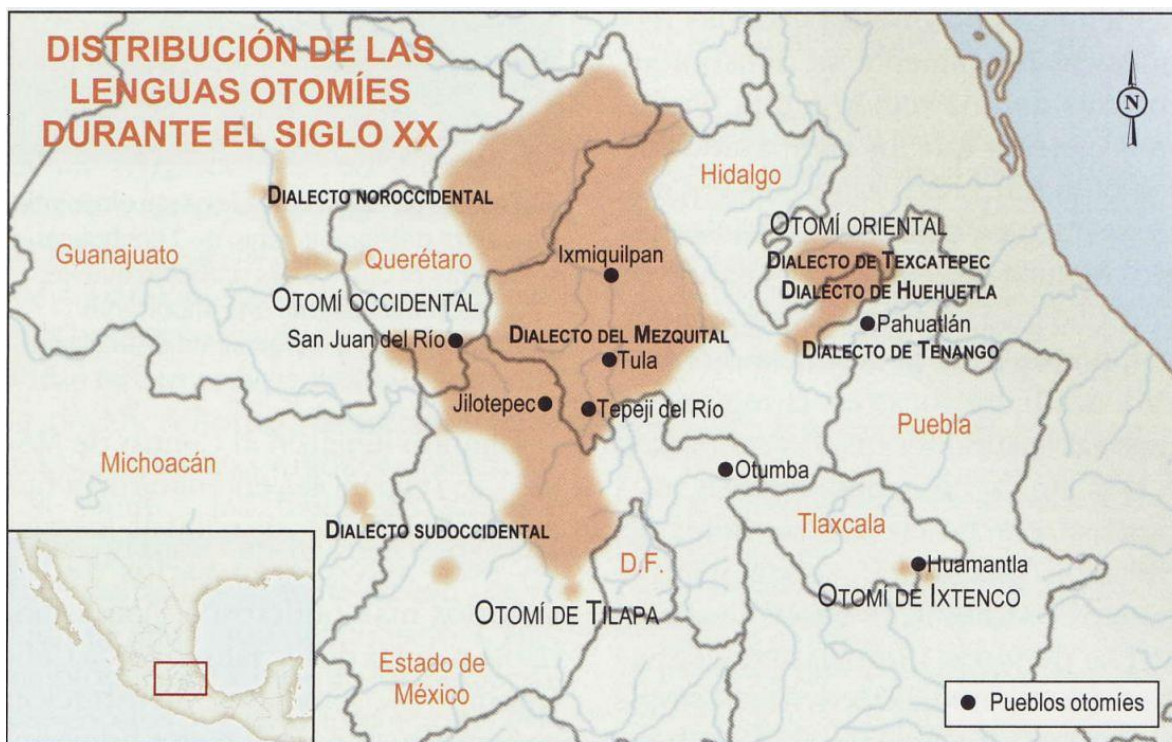 DISTRIBUCIÓN DE LAS
LENGUAS OTOMÍES
DURANTE EL SIGLO XX
N
Hidalgo
DIALECTO NOROCCIDENTAL
OTOMÍ ORIENTAL
Guanajuato
Querétaro
Ixmiquilpan
DIALECTO DE TEXCATEPEC
DIALECTO DE HUEHUETLA
OTOMÍ OCCIDENTAL
San Juan del Río
DIALECTO DEL MEZQUITAL
Pahuatlán
DIALECTO DE TENANGO
Tula
Jilotepec
Tepeji del Río
Puebla
Michoacán
Otumba
DIALECTO SUDOCCIDENTAL
Tlaxcala
D.F.
Huamantla
OTOMÍ DE TILAPA
OTOMÍ DE IXTENCO
Estado de
México
Pueblos otomíes